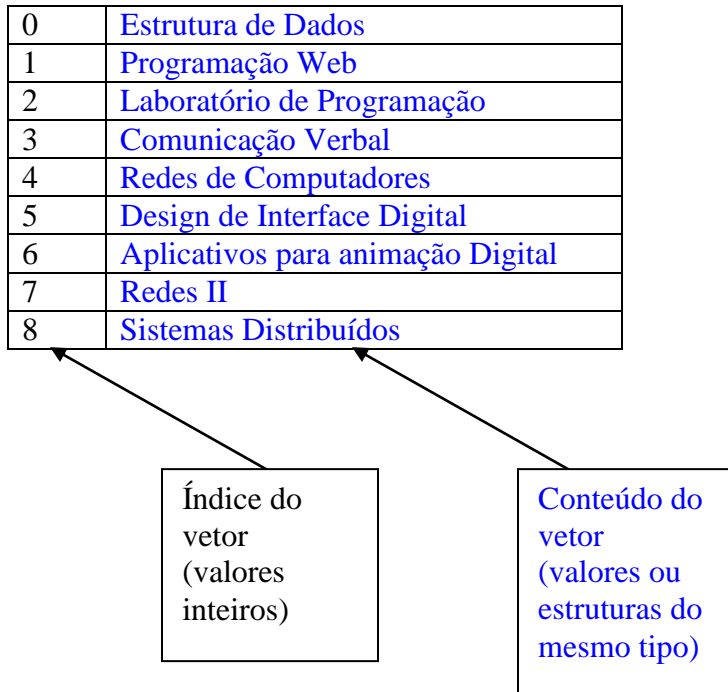 0 Estrutura de Dados
1 Programação Web
2 Laboratório de Programação
3 Comunicação Verbal
4 Redes de Computadores
5 Design de Interface Digital
6 Aplicativos para animação Digital
7 Redes II
8 Sistemas Distribuídos
Índice do
vetor
(valores
inteiros)
Conteúdo do
vetor
(valores ou
estruturas do
mesmo tipo)